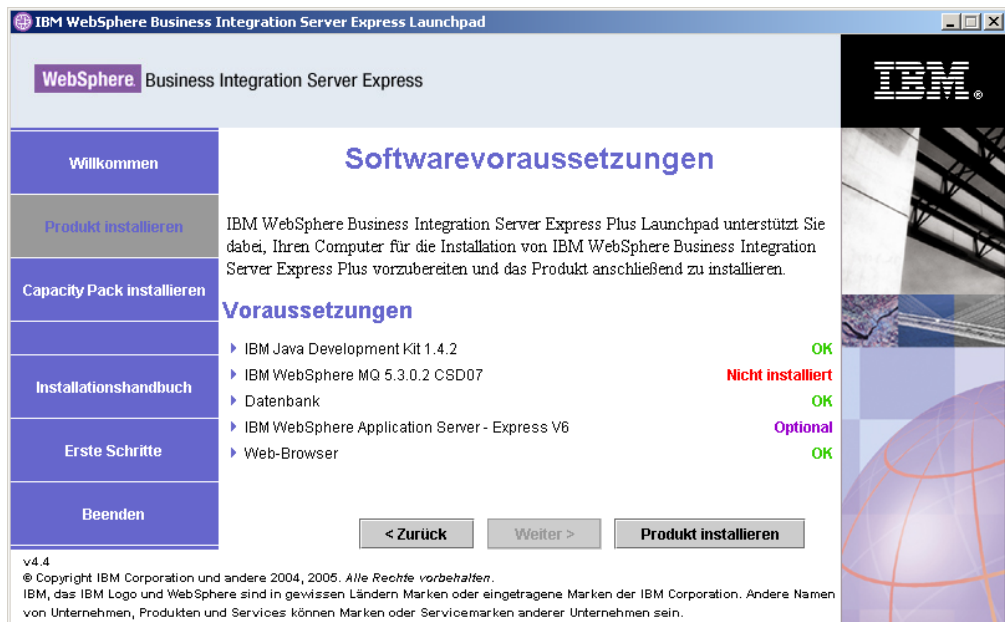 IBM WebSphere Business Integration Server Express Launchpad
WebSphere. Business Integration Server Express
IBM®
Willkommen
Produkt installieren
Capacity Pack installieren
Installationshandbuch
Erste Schritte
Beenden
Softwarevoraussetzungen
IBM WebSphere Business Integration Server Express Plus Launchpad unterstützt Sie
dabei, Ihren Computer für die Installation von IBM WebSphere Business Integration
Server Express Plus vorzubereiten und das Produkt anschließend zu installieren.
Voraussetzungen
IBM Java Development Kit 1.4.2 OK
IBM WebSphere MQ 5.3.0.2 CSD07 Nicht installiert
Datenbank OK
IBM WebSphere Application Server - Express V6 Optional
Web-Browser OK
< Zurück Weiter > Produkt installieren
v4.4
© Copyright IBM Corporation und andere 2004, 2005. Alle Rechte vorbehalten.
IBM, das IBM Logo und WebSphere sind in gewissen Ländern Marken oder eingetragene Marken der IBM Corporation. Andere Namen
von Unternehmen, Produkten und Services können Marken oder Servicemarken anderer Unternehmen sein.